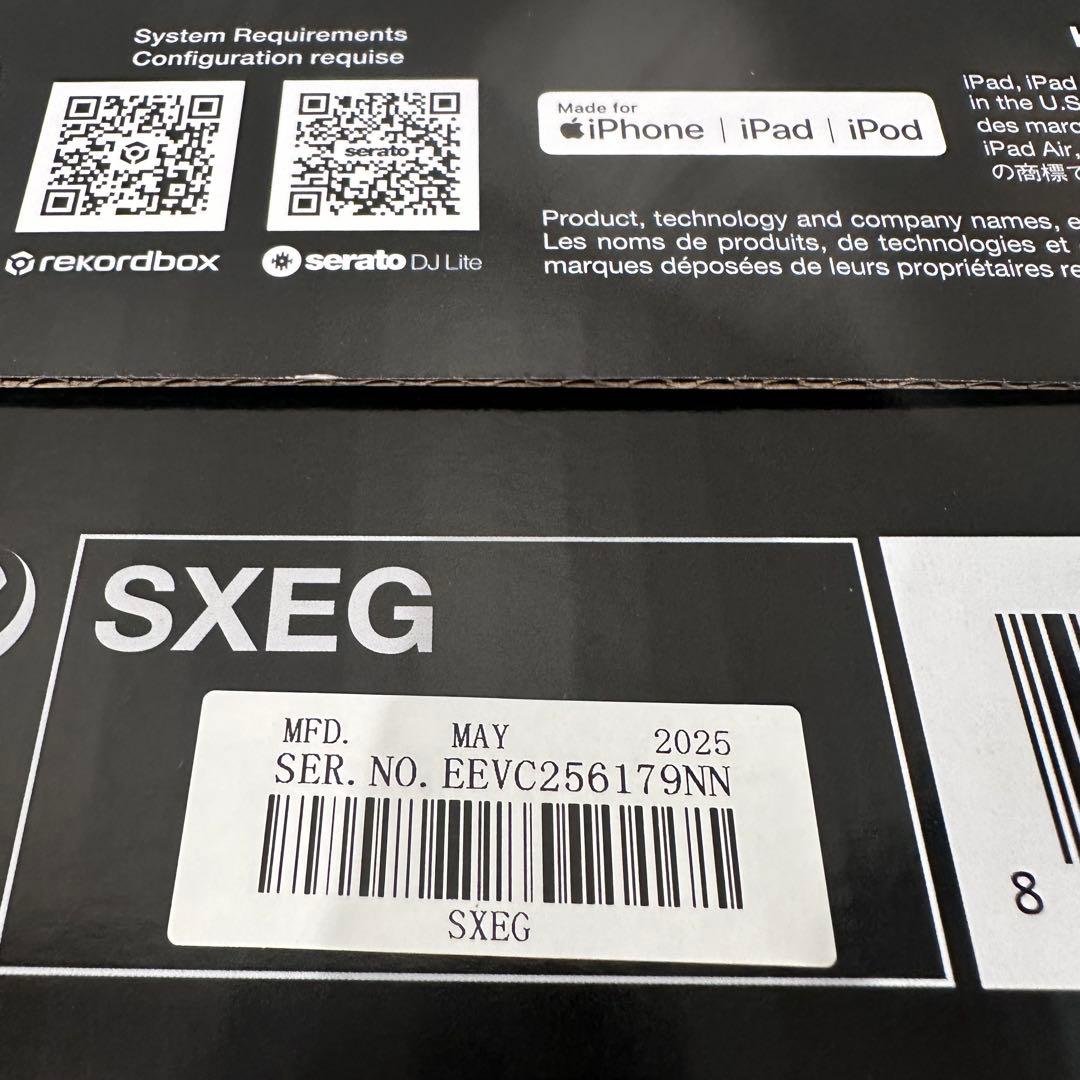 System Requirements
Configuration requise
serato
rekordbox
serato DJ Lite
Made for
iPhone | iPad | iPod
iPad, iPad
in the U.S
des marq
iPad Air,
の商標で
Product, technology and company names, e
Les noms de produits, de technologies et
marques déposées de leurs propriétaires re
SXEG
MFD. MAY 2025
SER. NO. EEVC256179NN
SXEG
8